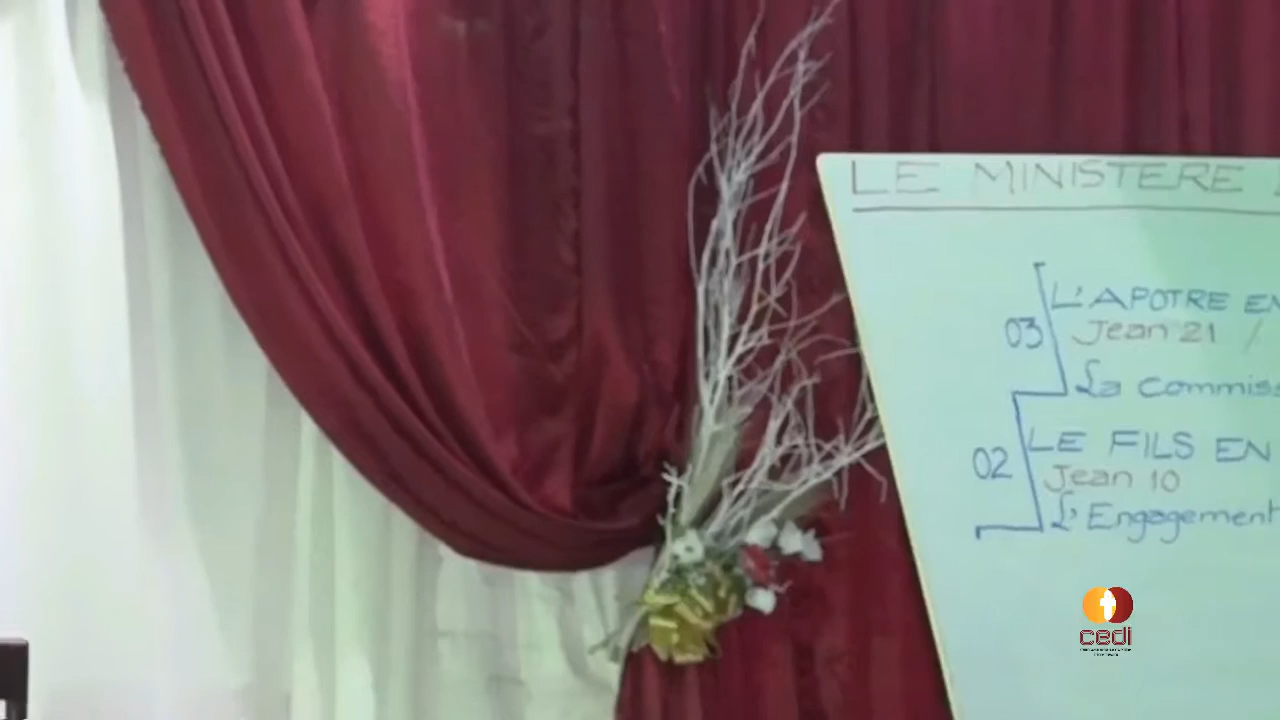 LE MINISTERE
L'APOTRE EN
03
Jean 21 /
La Commiss
LE FILS EN
02
Jean 10
L'Engagement
cedi